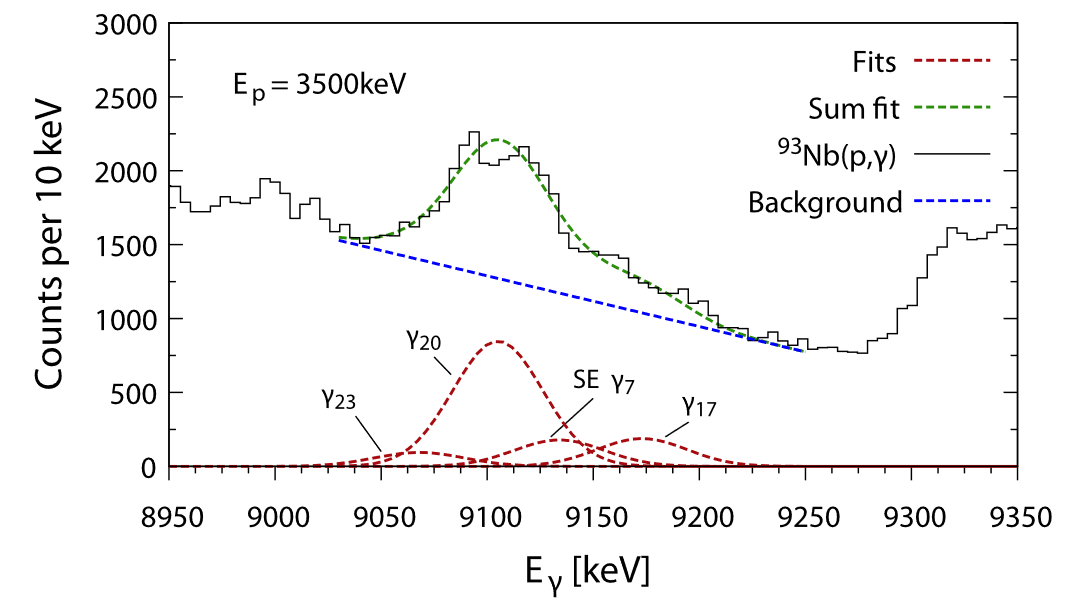 3000
2500
2000
1500
1000
500
0
Counts per 10 keV
E_p = 3500keV
Fits
Sum fit
⁹³Nb(p,γ)
Background
γ₂₀
γ₂₃
SE γ₇
γ₁₇
8950 9000 9050 9100 9150 9200 9250 9300 9350
E_γ [keV]